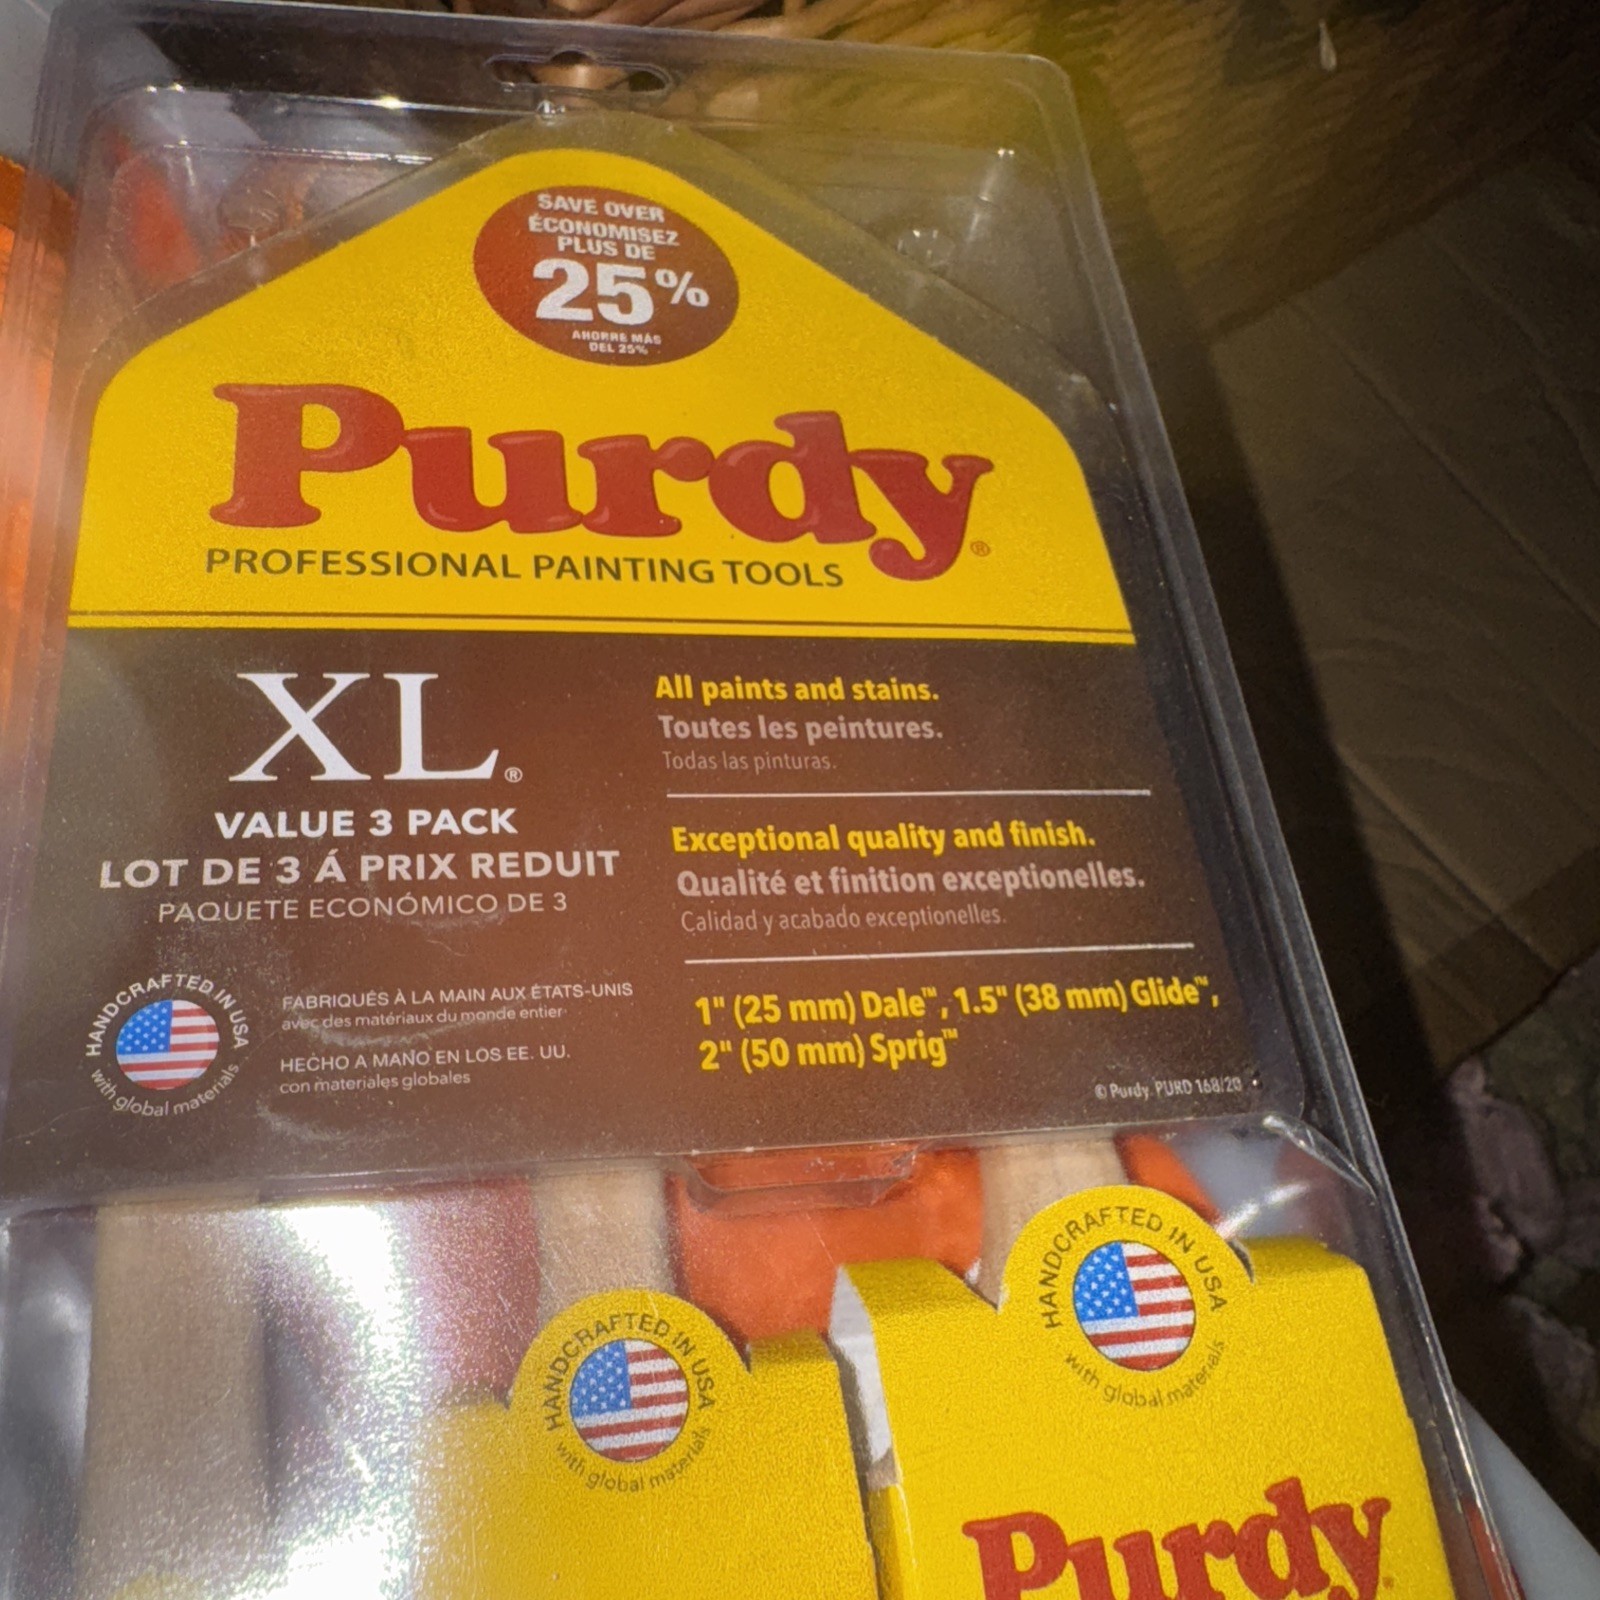 SAVE OVER
ÉCONOMISEZ
PLUS DE
25%
AHORRE MÁS
DEL 25%
Purdy®
PROFESSIONAL PAINTING TOOLS
XL®
VALUE 3 PACK
LOT DE 3 Á PRIX REDUIT
PAQUETE ECONÓMICO DE 3
All paints and stains.
Toutes les peintures.
Todas las pinturas.
Exceptional quality and finish.
Qualité et finition exceptionelles.
Calidad y acabado exceptionelles.
1" (25 mm) Dale™, 1.5" (38 mm) Glide™,
2" (50 mm) Sprig™
HANDCRAFTED IN USA
with global materials
FABRIQUÉS À LA MAIN AUX ÉTATS-UNIS
avec des matériaux du monde entier
HECHO A MANO EN LOS EE. UU.
con materiales globales
© Purdy. PURD 168/20
HANDCRAFTED IN USA
with global materials
HANDCRAFTED IN USA
with global materials
Purdy